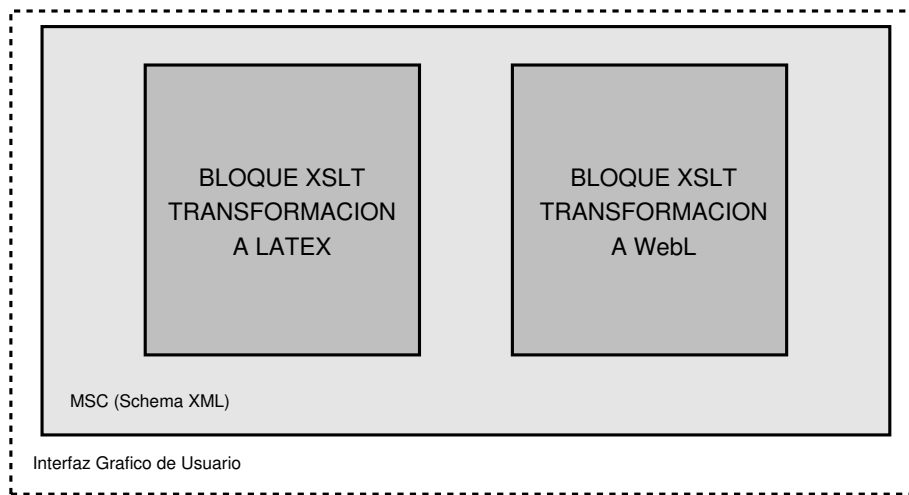 BLOQUE XSLT
TRANSFORMACION
A LATEX
BLOQUE XSLT
TRANSFORMACION
A WebL
MSC (Schema XML)
Interfaz Grafico de Usuario